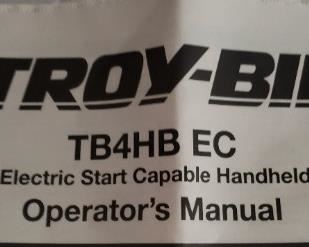 TROY-BI
TB4HB EC
Electric Start Capable Handheld
Operator's Manual